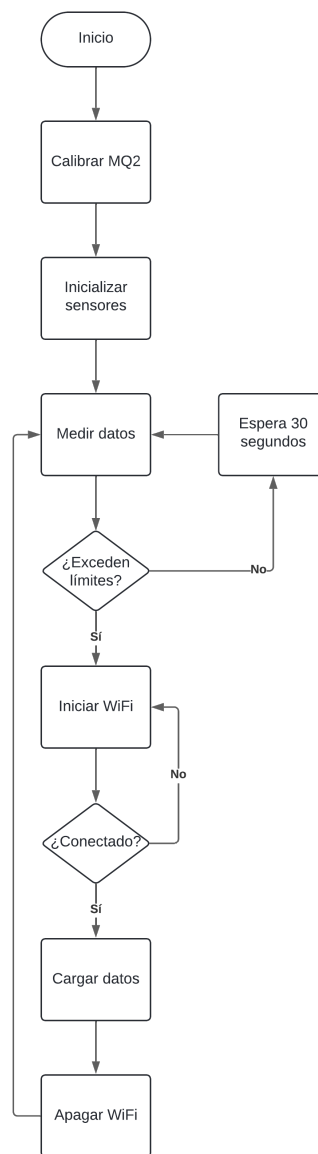 Inicio
Calibrar MQ2
Inicializar
sensores
Medir datos
Espera 30
segundos
¿Exceden
límites?
No
Sí
Iniciar WiFi
No
¿Conectado?
Sí
Cargar datos
Apagar WiFi